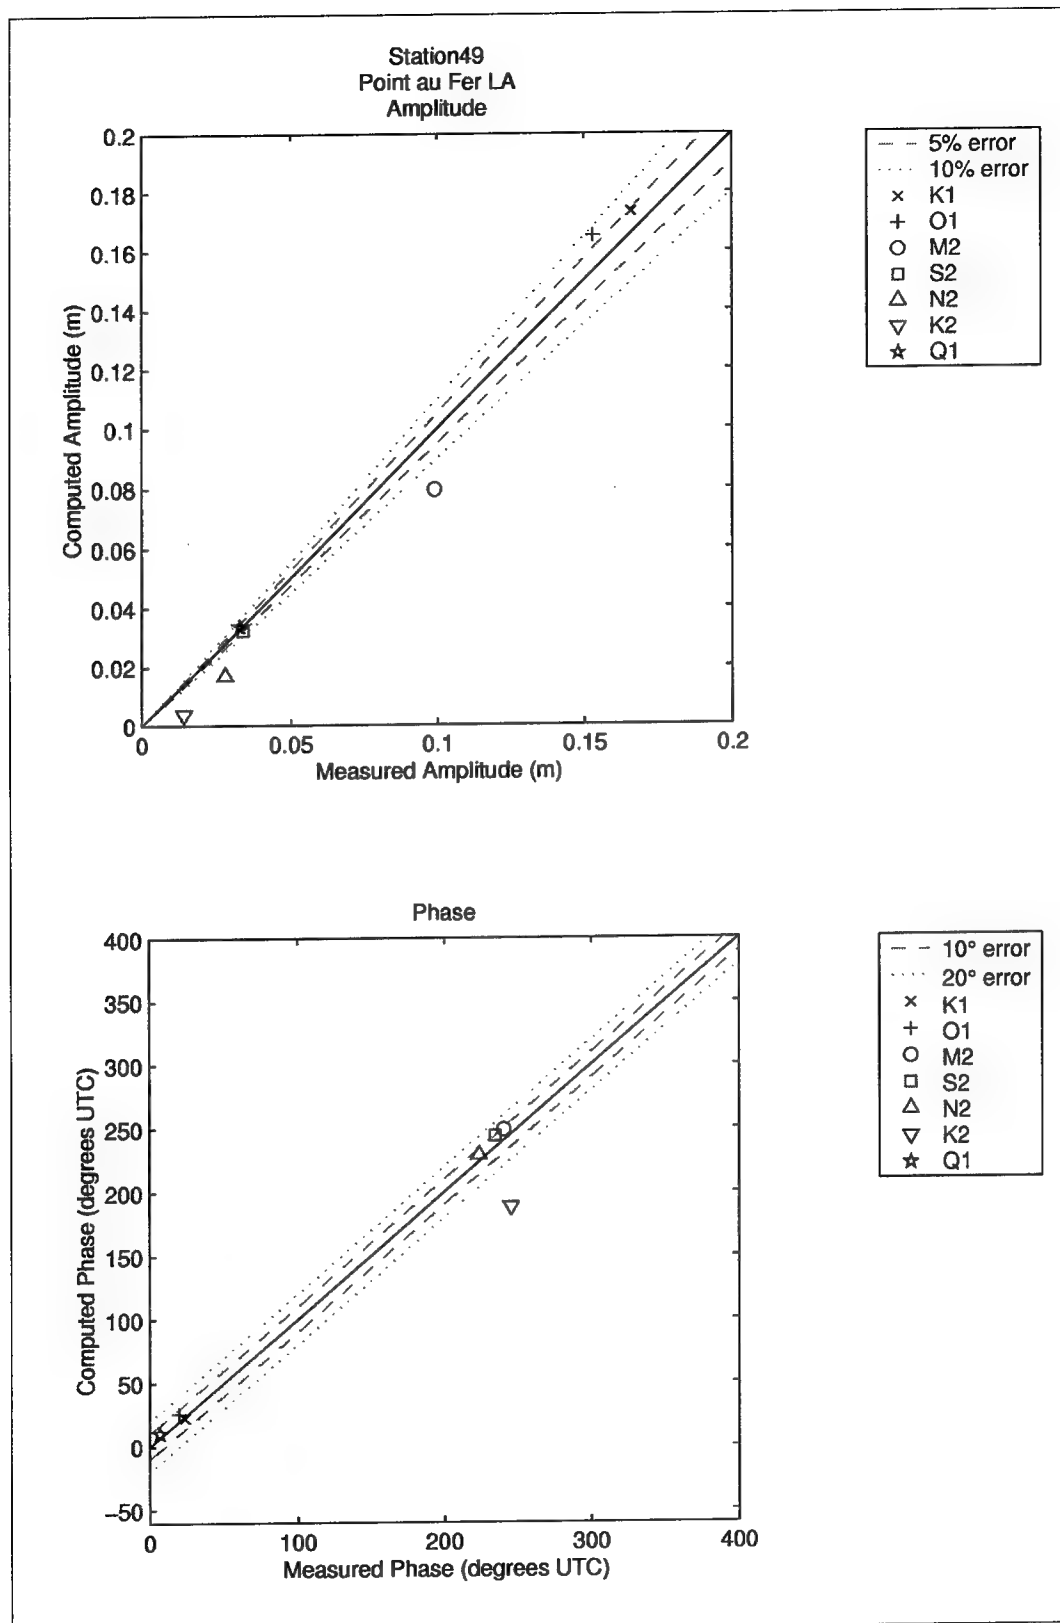 Station49
Point au Fer LA
Amplitude
0.2
0.18
0.16
0.14
0.12
0.1
0.08
0.06
0.04
0.02
0
Computed Amplitude (m)
0
0.05
0.1
0.15
0.2
Measured Amplitude (m)
5% error
10% error
K1
O1
M2
S2
N2
K2
Q1
Phase
400
350
300
250
200
150
100
50
0
−50
Computed Phase (degrees UTC)
0
100
200
300
400
Measured Phase (degrees UTC)
10° error
20° error
K1
O1
M2
S2
N2
K2
Q1